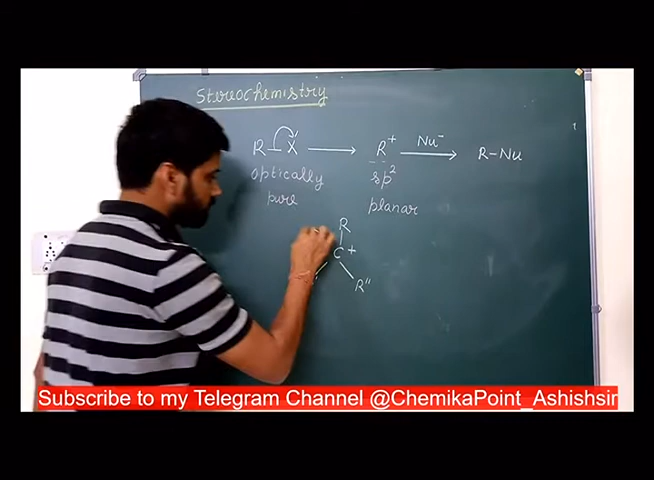 Stereochemistry
R-X ⟶ R⁺ Nu⁻ ⟶ R-Nu
optically sp²
pure planar
R
C+
R"
Subscribe to my Telegram Channel @ChemikaPoint_Ashishsir